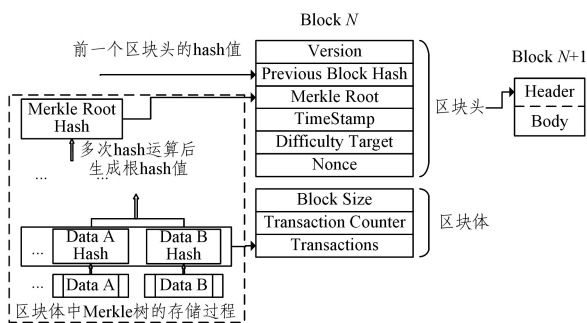 Block N
前一个区块头的hash值
Version
Previous Block Hash
Merkle Root
TimeStamp
Difficulty Target
Nonce
区块头
Block N+1
Header
Body
Merkle Root
Hash
多次hash运算后
生成根hash值
... ...
Block Size
Transaction Counter
Transactions
区块体
... Data A
Hash
Data B
Hash
... Data A
Data B
区块体中Merkle树的存储过程